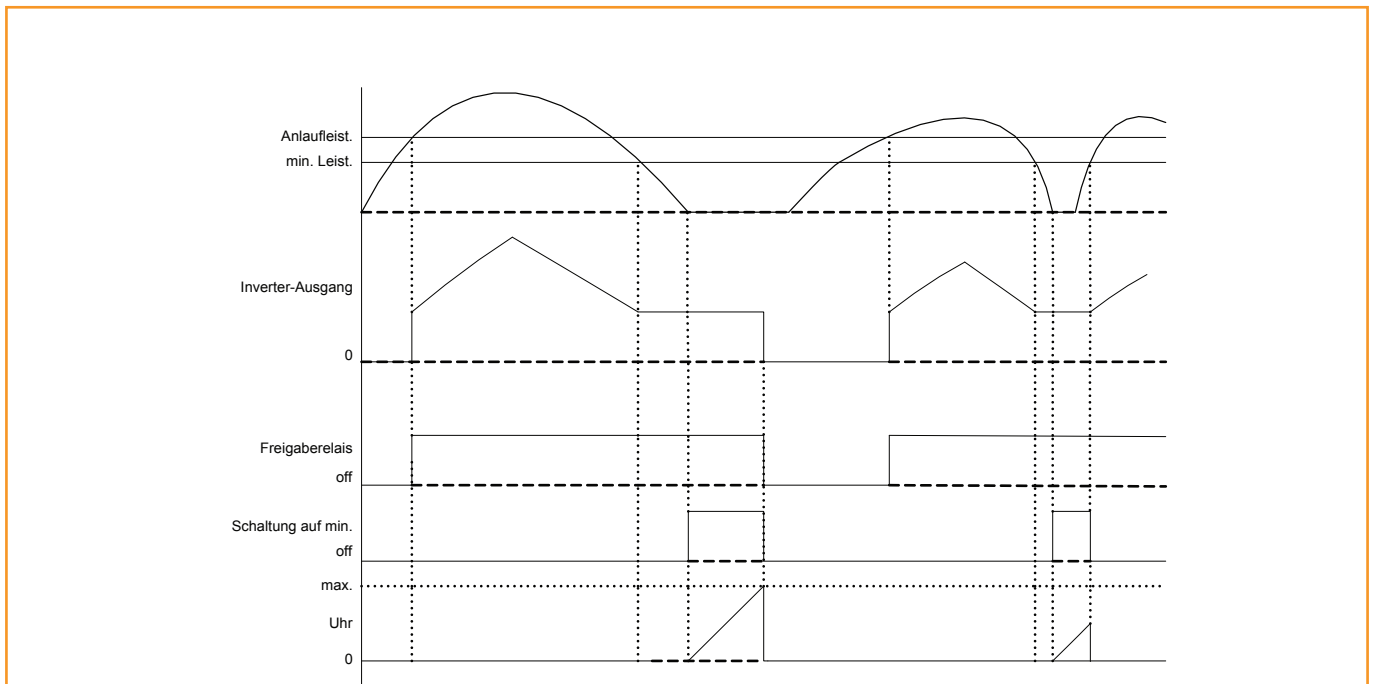 Anlaufleist.
min. Leist.
Inverter-Ausgang
0
Freigaberelais
off
Schaltung auf min.
off
max.
Uhr
0